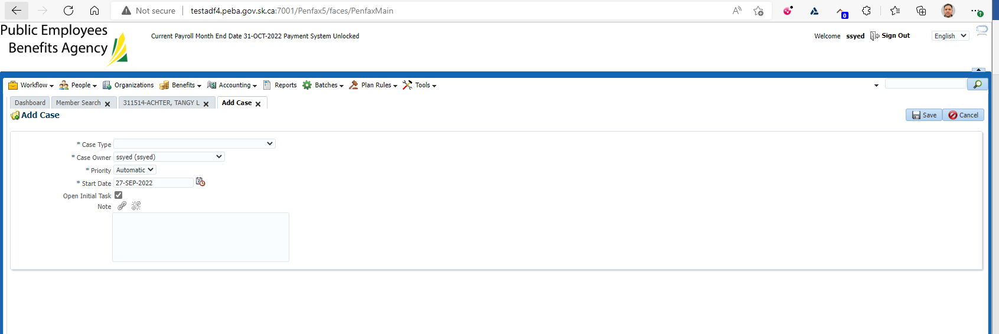 Not secure testadf4.peba.gov.sk.ca:7001/Penfax5/faces/PenfaxMain
0
Public Employees
Benefits Agency
Current Payroll Month End Date 31-OCT-2022 Payment System Unlocked
Welcome ssyed Sign Out English
Workflow People Organizations Benefits Accounting Reports Batches Plan Rules Tools
Dashboard Member Search 311514-ACHTER, TANGY L Add Case
Add Case
Save Cancel
* Case Type
* Case Owner ssyed (ssyed)
* Priority Automatic
* Start Date 27-SEP-2022
Open Initial Task
Note